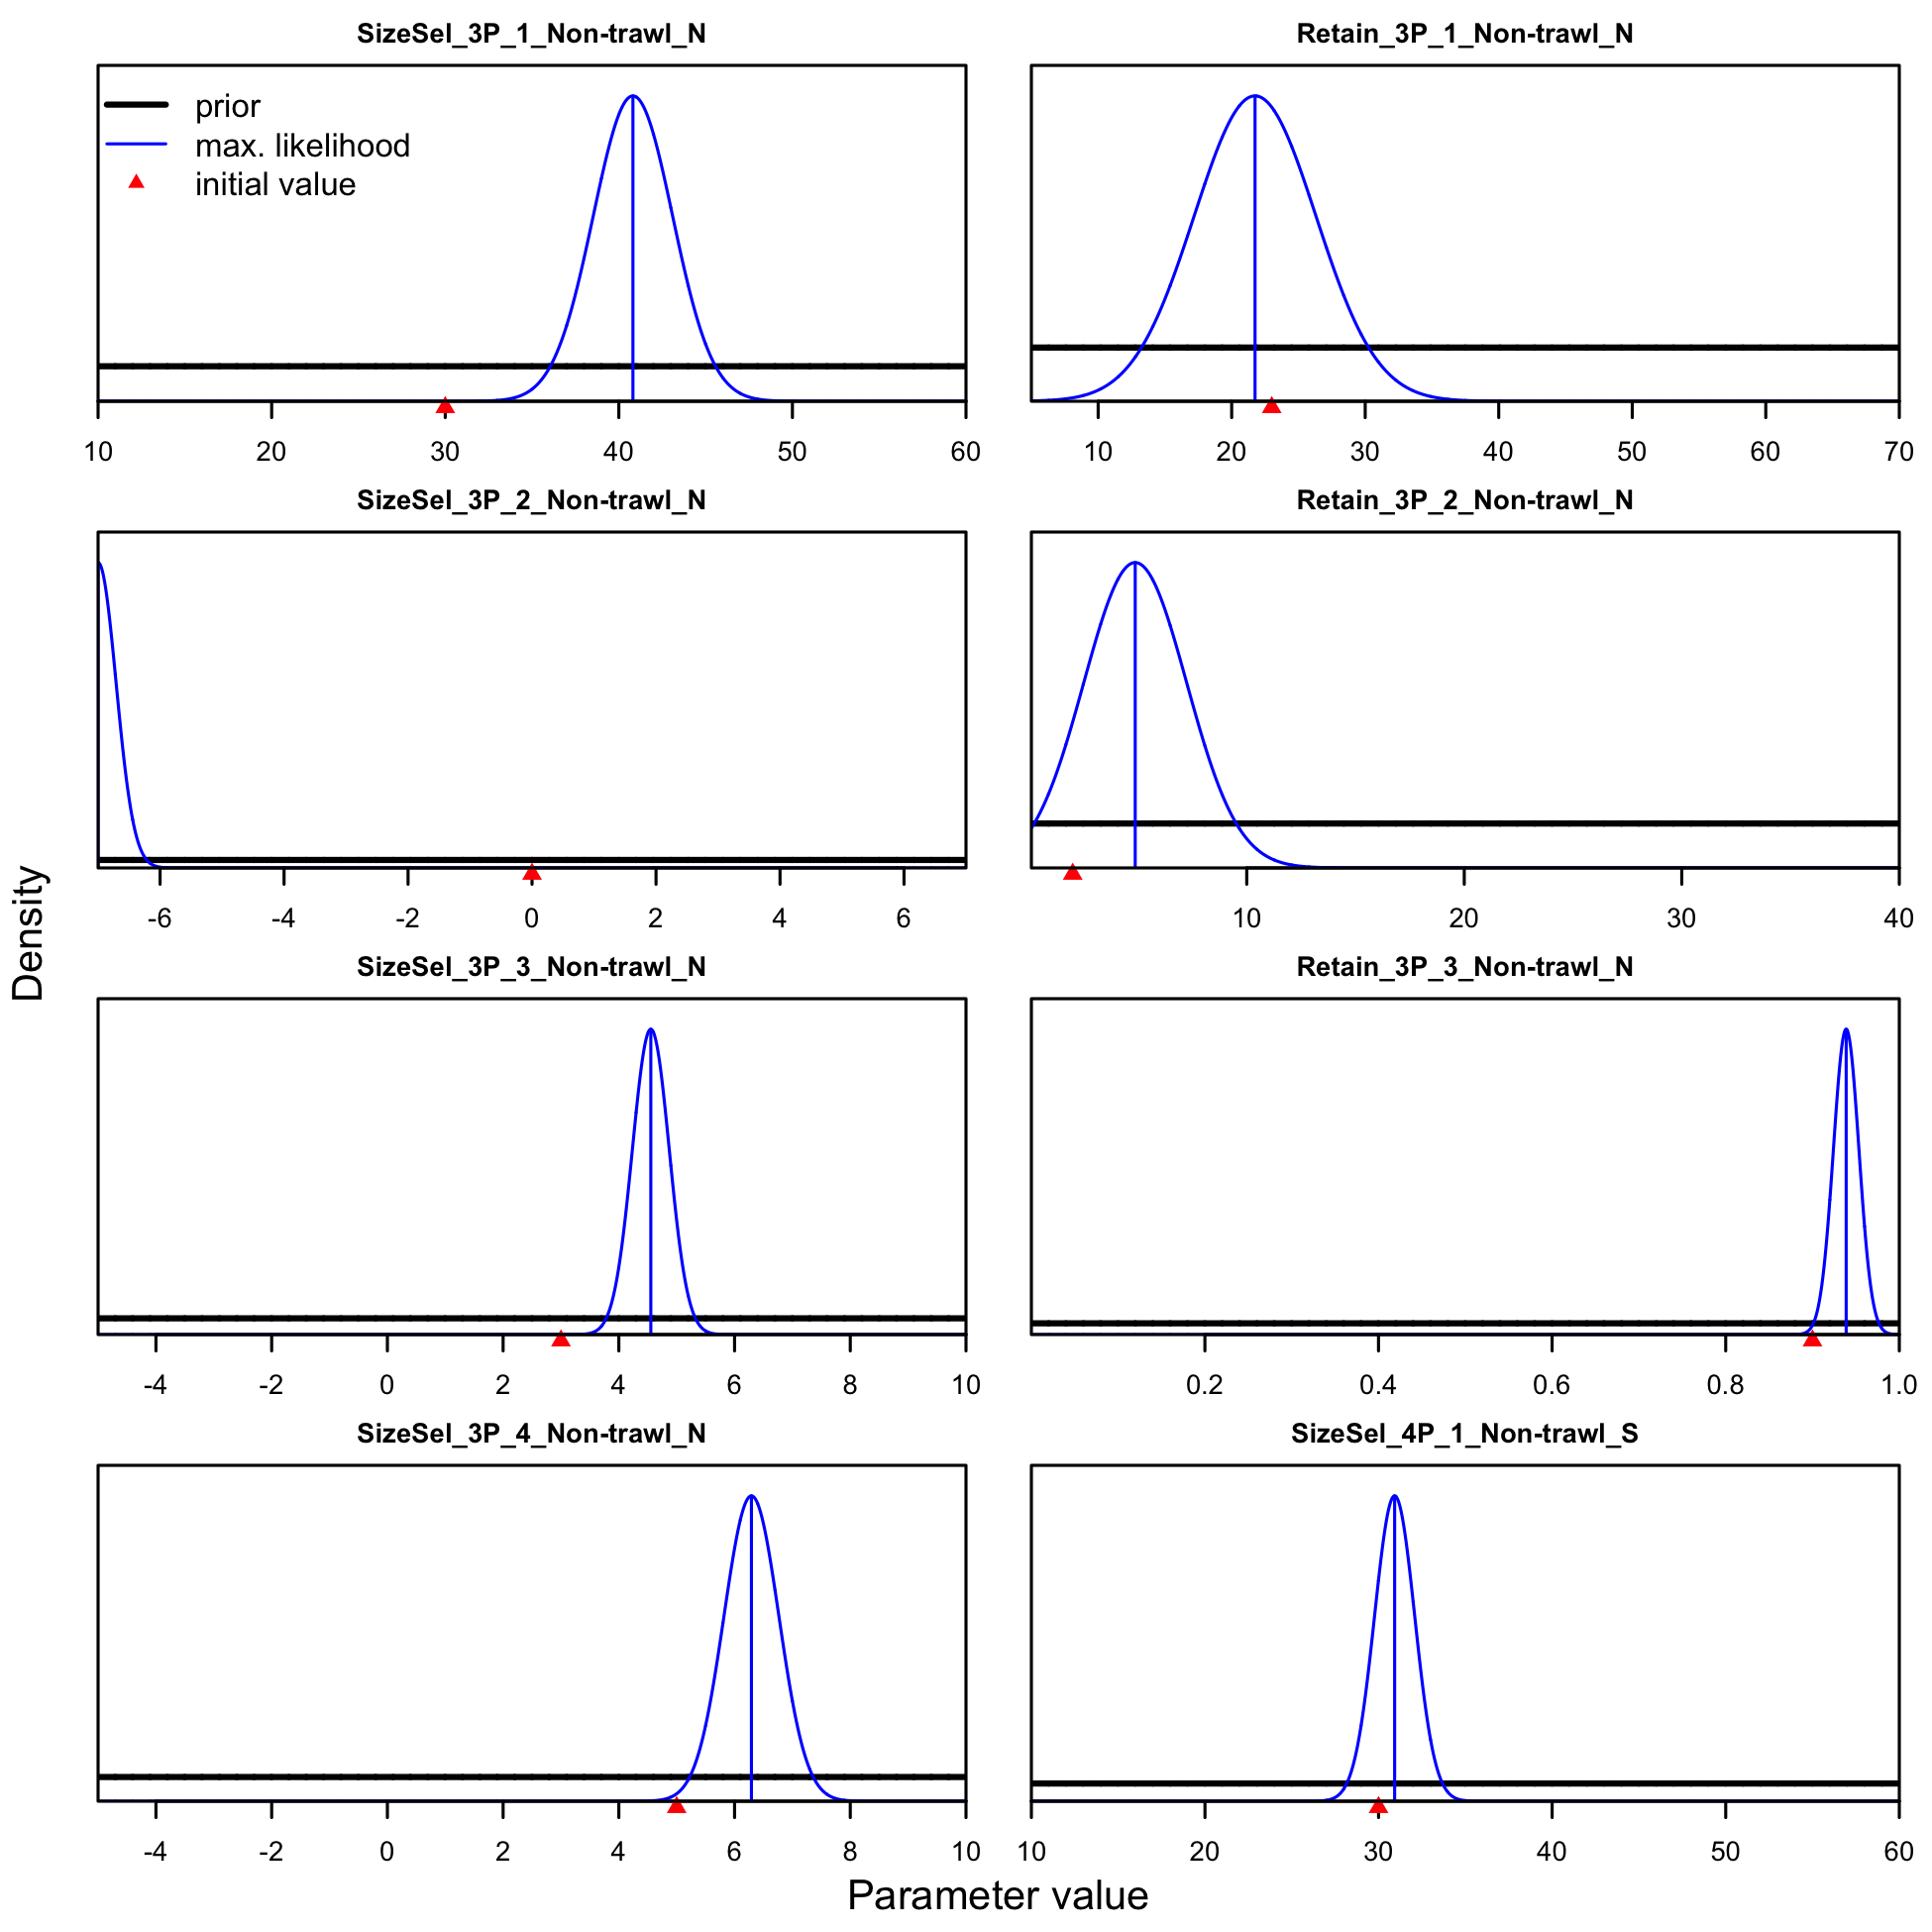 SizeSel_3P_1_Non-trawl_N
prior
max. likelihood
initial value
10 20 30 40 50 60
Retain_3P_1_Non-trawl_N
10 20 30 40 50 60 70
SizeSel_3P_2_Non-trawl_N
-6 -4 -2 0 2 4 6
Retain_3P_2_Non-trawl_N
10 20 30 40
SizeSel_3P_3_Non-trawl_N
-4 -2 0 2 4 6 8 10
Retain_3P_3_Non-trawl_N
0.2 0.4 0.6 0.8 1.0
SizeSel_3P_4_Non-trawl_N
-4 -2 0 2 4 6 8 10
SizeSel_4P_1_Non-trawl_S
10 20 30 40 50 60
Density
Parameter value